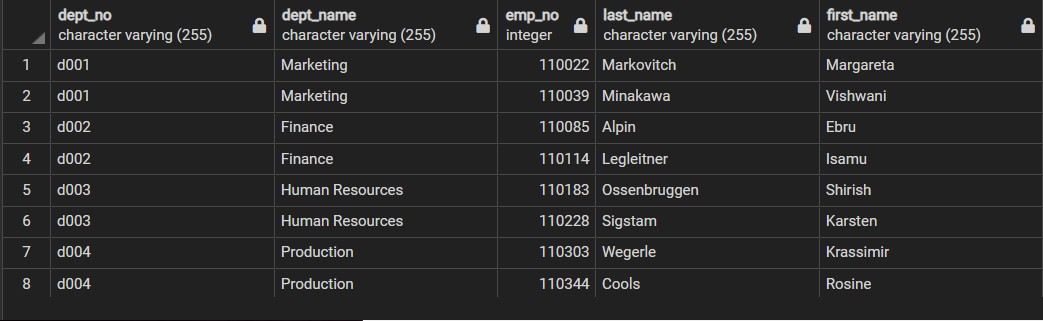 dept_no dept_name emp_no last_name first_name
character varying (255) character varying (255) integer character varying (255) character varying (255)
1 d001 Marketing 110022 Markovitch Margareta
2 d001 Marketing 110039 Minakawa Vishwani
3 d002 Finance 110085 Alpin Ebru
4 d002 Finance 110114 Legleitner Isamu
5 d003 Human Resources 110183 Ossenbruggen Shirish
6 d003 Human Resources 110228 Sigstam Karsten
7 d004 Production 110303 Wegerle Krassimir
8 d004 Production 110344 Cools Rosine